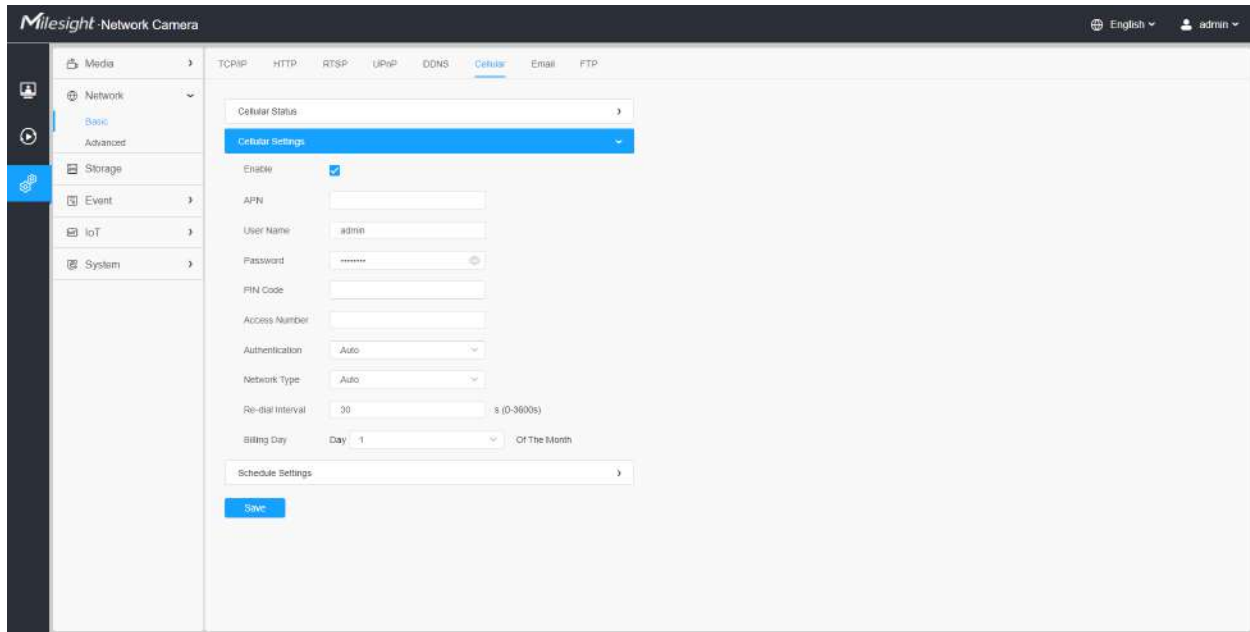 Milesight Network Camera
English
admin
Media
Network
Basic
Advanced
Storage
Event
IoT
System
TCP/IP HTTP RTSP UPnP DDNS Cellular Email FTP
Cellular Status
Cellular Settings
Enable
APN
User Name admin
Password ••••••••
PIN Code
Access Number
Authentication Auto
Network Type Auto
Re-dial Interval 30 s (0-3600s)
Billing Day Day 1 Of The Month
Schedule Settings
Save